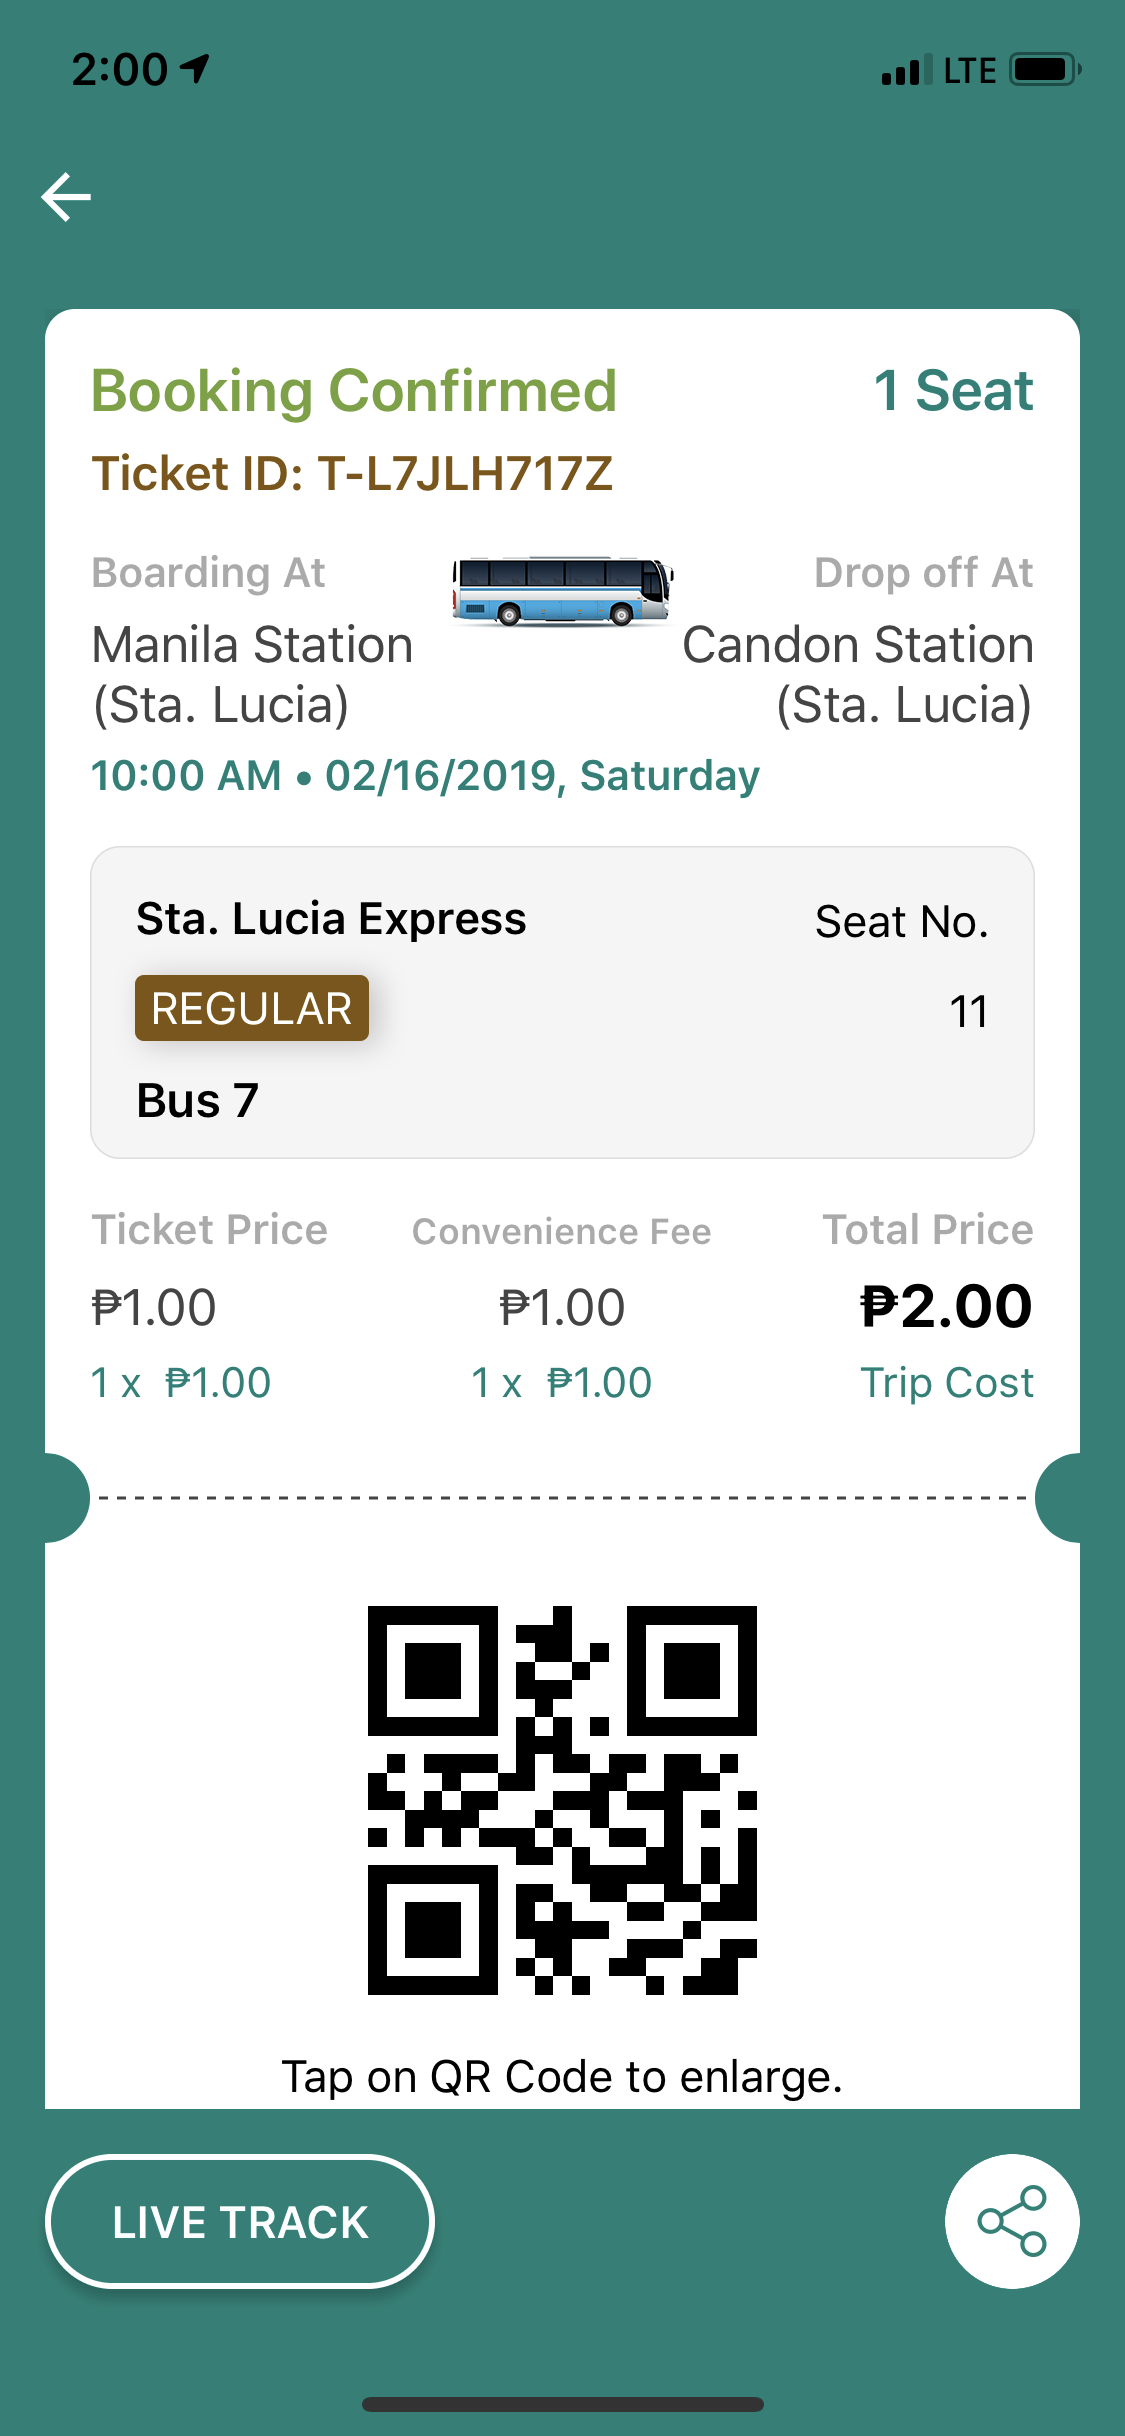 2:00 LTE
Booking Confirmed 1 Seat
Ticket ID: T-L7JLH717Z
Boarding At Drop off At
Manila Station Candon Station
(Sta. Lucia) (Sta. Lucia)
10:00 AM • 02/16/2019, Saturday
Sta. Lucia Express Seat No.
REGULAR 11
Bus 7
Ticket Price Convenience Fee Total Price
₱1.00 ₱1.00 ₱2.00
1 x ₱1.00 1 x ₱1.00 Trip Cost
Tap on QR Code to enlarge.
LIVE TRACK